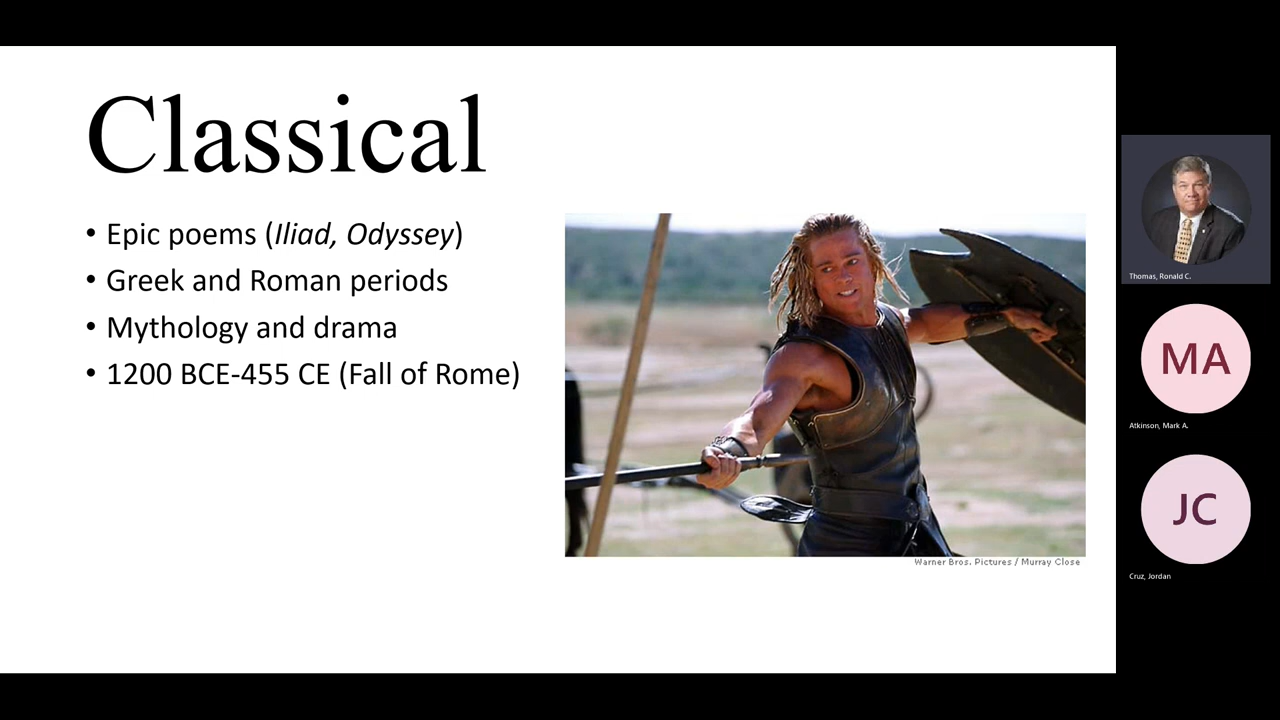 Classical
• Epic poems (Iliad, Odyssey)
• Greek and Roman periods
• Mythology and drama
• 1200 BCE-455 CE (Fall of Rome)
Warner Bros. Pictures / Murray Close
Thomas, Ronald C.
MA
Atkinson, Mark A.
JC
Cruz, Jordan